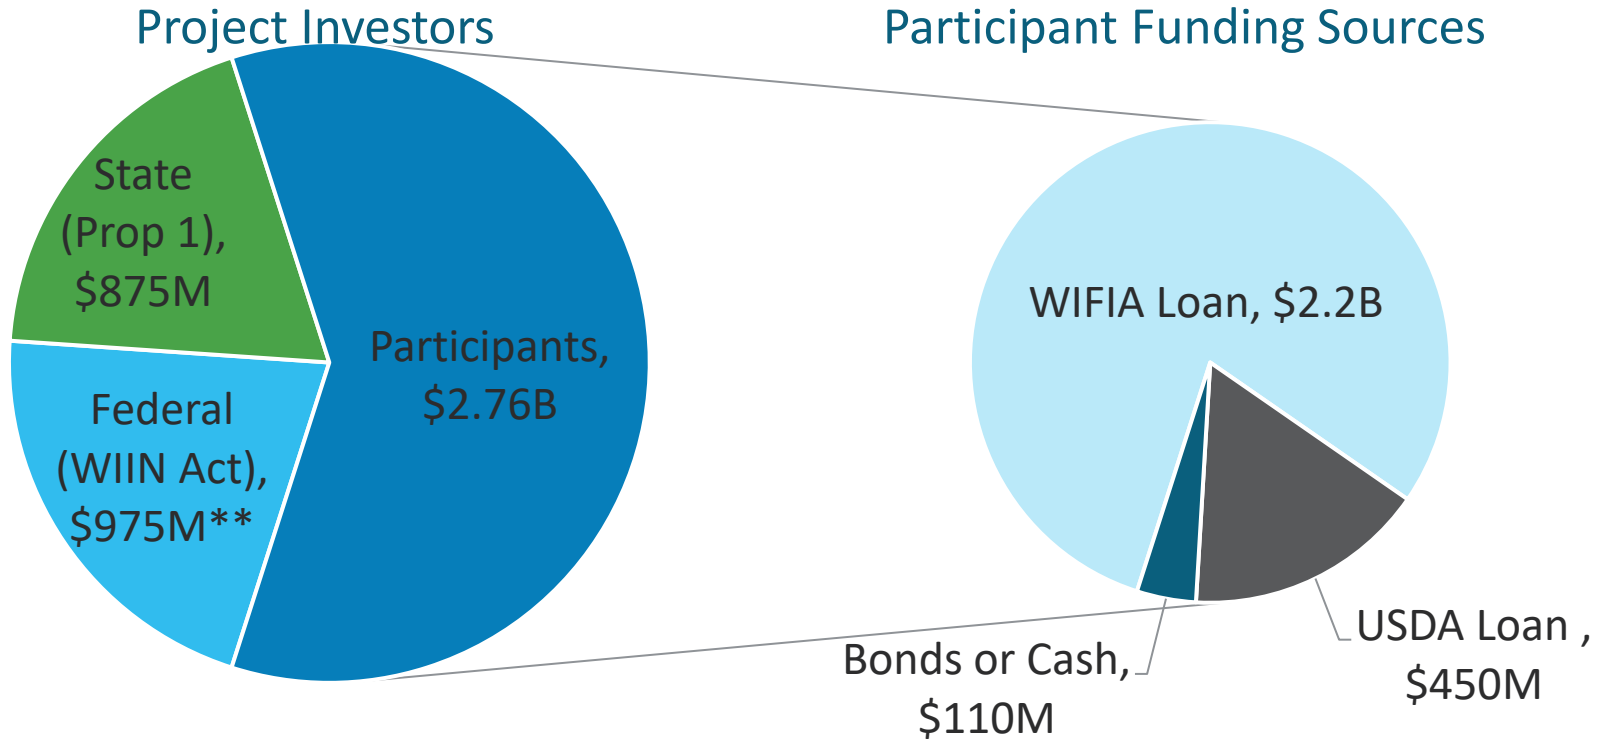 Project Investors
Participant Funding Sources
State
(Prop 1),
$875M
Participants,
$2.76B
Federal
(WIIN Act),
$975M**
WIFIA Loan, $2.2B
USDA Loan ,
$450M
Bonds or Cash,
$110M